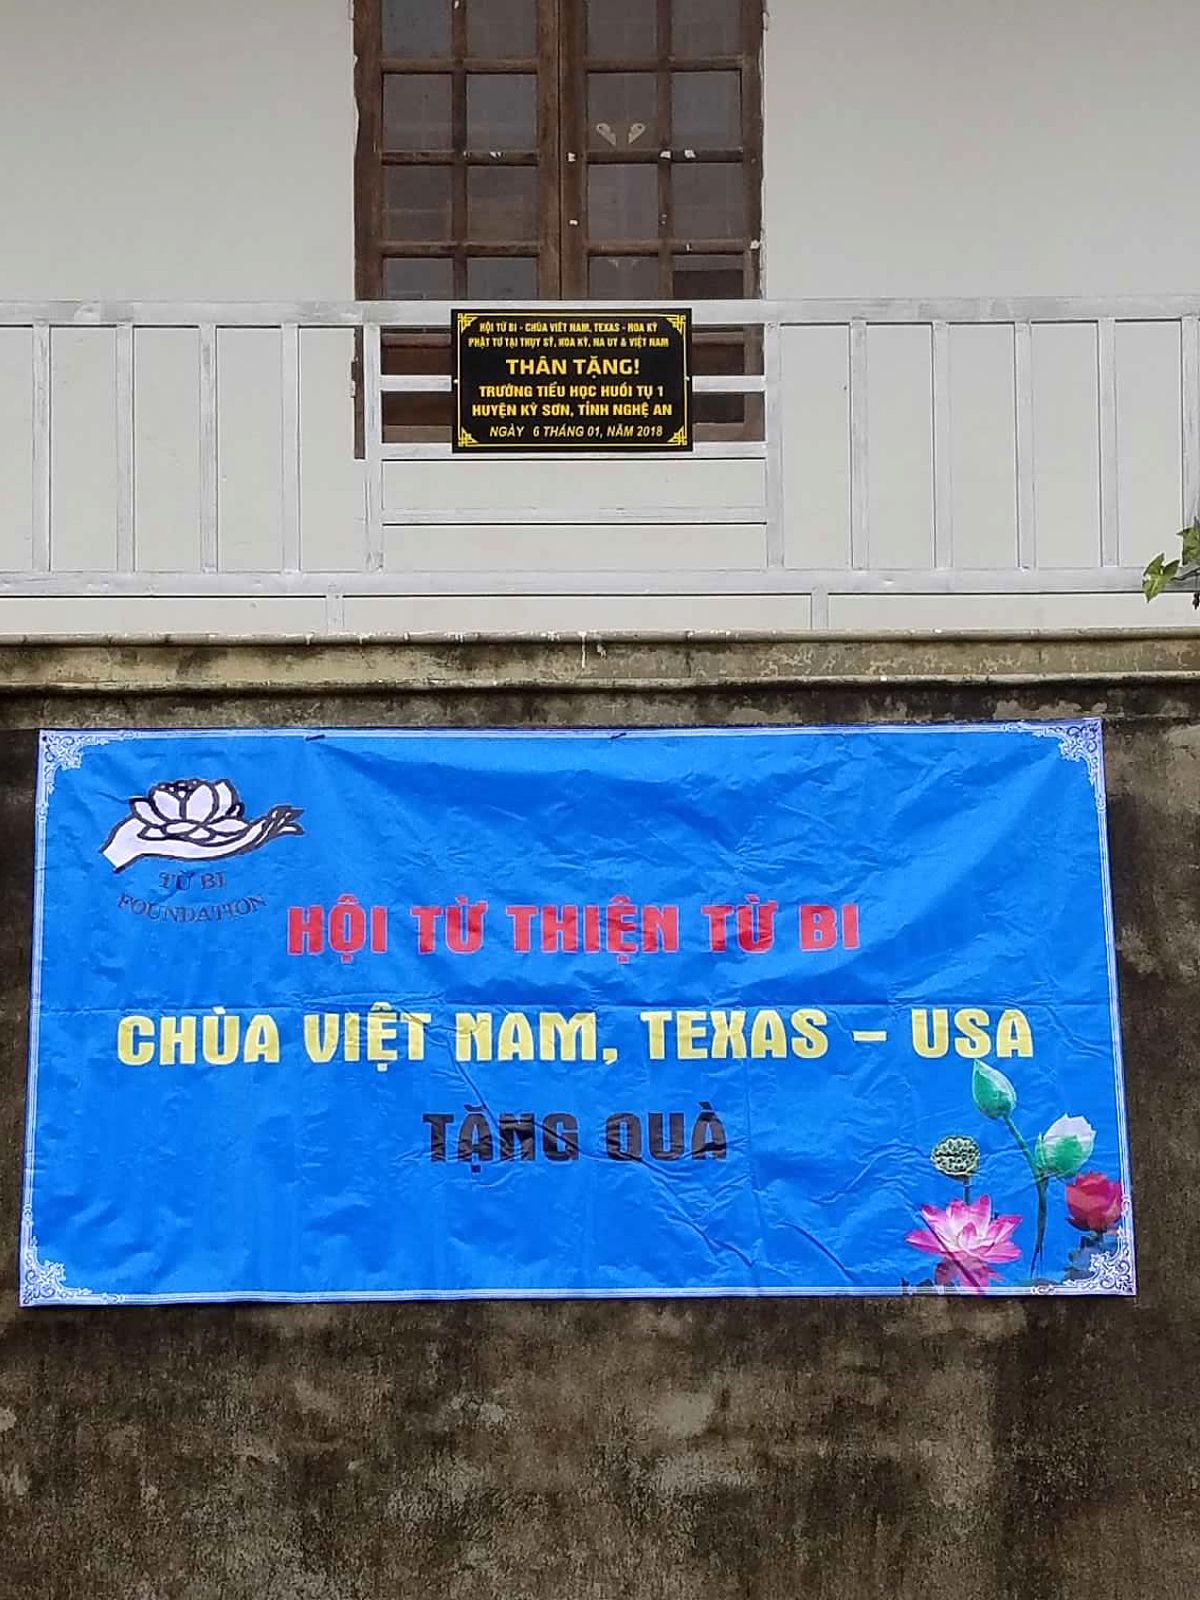 HỘI TỪ BI - CHÙA VIỆT NAM, TEXAS - HOA KỲ
PHẬT TỬ TẠI THỤY SỸ, HOA KỲ, NA UY & VIỆT NAM
THÂN TẶNG!
TRƯỜNG TIỂU HỌC HUỒI TỤ 1
HUYỆN KỲ SƠN, TỈNH NGHỆ AN
NGÀY 6 THÁNG 01, NĂM 2018
TỪ BI
FOUNDATION
HỘI TỪ THIỆN TỪ BI
CHÙA VIỆT NAM, TEXAS - USA
TẶNG QUÀ